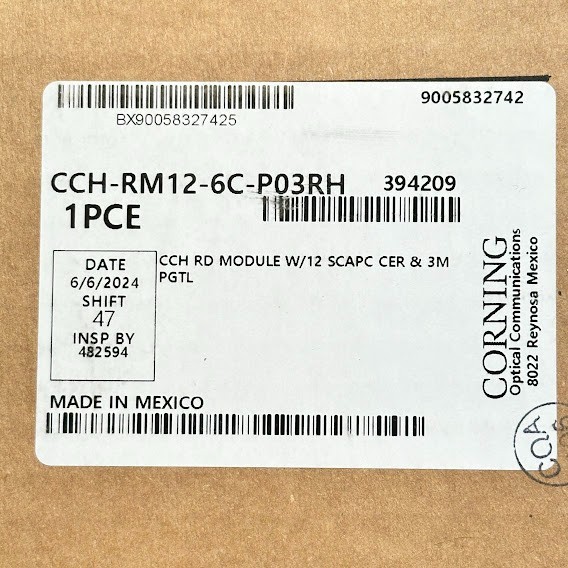 9005832742
BX90058327425
CCH-RM12-6C-P03RH 394209
1PCE
CCH RD MODULE W/12 SCAPC CER & 3M
PGTL
DATE
6/6/2024
SHIFT
47
INSP BY
482594
CORNING
Optical Communications
8022 Reynosa Mexico
MADE IN MEXICO
CQA